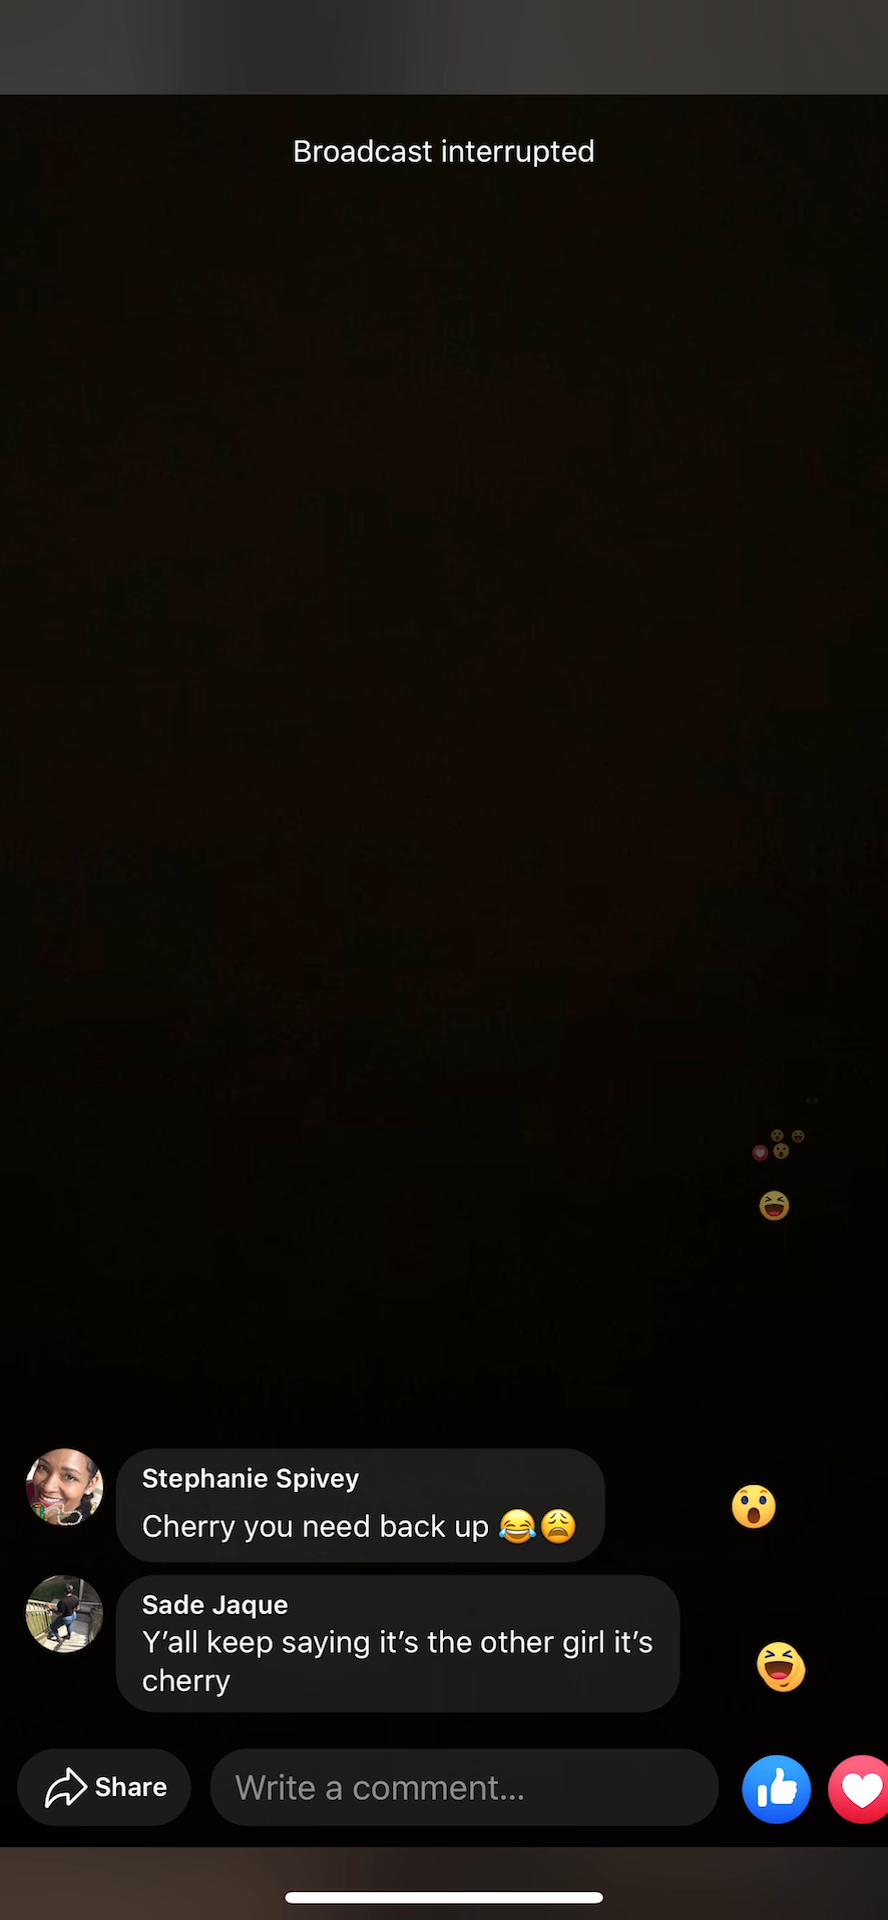 Broadcast interrupted
Stephanie Spivey
Cherry you need back up 😂😩
Sade Jaque
Y’all keep saying it’s the other girl it’s
cherry
Share
Write a comment...